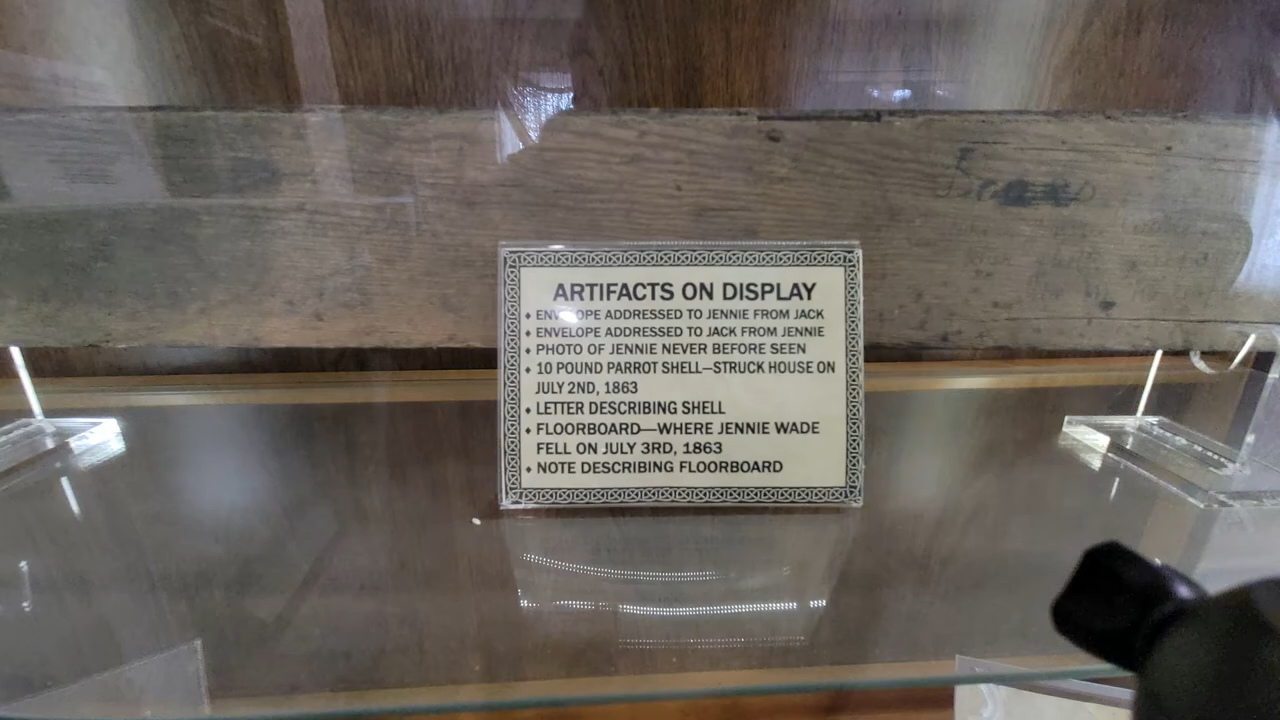 ARTIFACTS ON DISPLAY
♦ ENVELOPE ADDRESSED TO JENNIE FROM JACK
♦ ENVELOPE ADDRESSED TO JACK FROM JENNIE
♦ PHOTO OF JENNIE NEVER BEFORE SEEN
♦ 10 POUND PARROT SHELL—STRUCK HOUSE ON
JULY 2ND, 1863
♦ LETTER DESCRIBING SHELL
♦ FLOORBOARD—WHERE JENNIE WADE
FELL ON JULY 3RD, 1863
♦ NOTE DESCRIBING FLOORBOARD